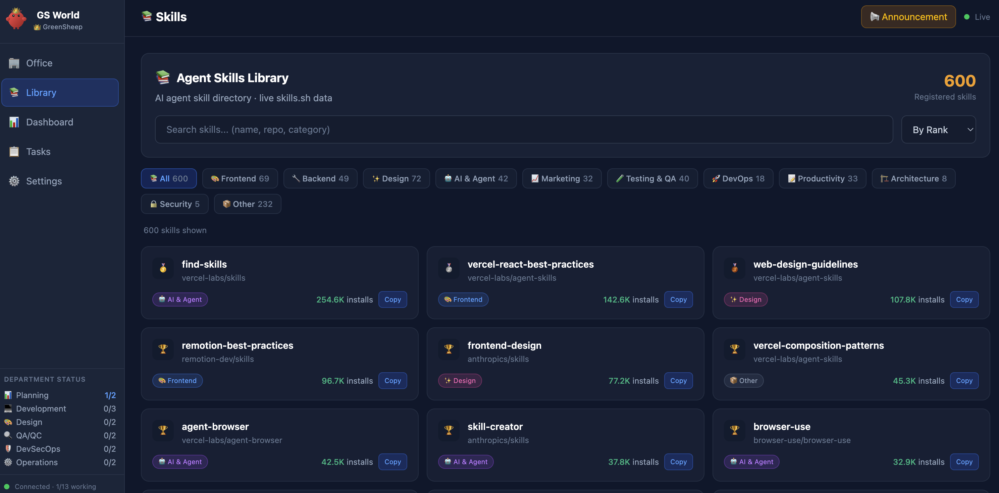 GS World
👑 GreenSheep
🏢 Office
📚 Library
📊 Dashboard
📋 Tasks
⚙️ Settings
DEPARTMENT STATUS
📊 Planning 1/2
💻 Development 0/3
🎨 Design 0/2
🔍 QA/QC 0/2
🛡️ DevSecOps 0/2
⚙️ Operations 0/2
Connected · 1/13 working
📚 Skills
📢 Announcement
Live
📚 Agent Skills Library
AI agent skill directory · live skills.sh data
600
Registered skills
Search skills... (name, repo, category)
By Rank
📚 All 600
🎨 Frontend 69
🔧 Backend 49
✨ Design 72
🤖 AI & Agent 42
📈 Marketing 32
🧪 Testing & QA 40
🚀 DevOps 18
📝 Productivity 33
🏗️ Architecture 8
🔒 Security 5
📦 Other 232
600 skills shown
🥇 find-skills
vercel-labs/skills
🤖 AI & Agent
254.6K installs
Copy
🥈 vercel-react-best-practices
vercel-labs/agent-skills
🎨 Frontend
142.6K installs
Copy
🥉 web-design-guidelines
vercel-labs/agent-skills
✨ Design
107.8K installs
Copy
🏆 remotion-best-practices
remotion-dev/skills
🎨 Frontend
96.7K installs
Copy
🏆 frontend-design
anthropics/skills
✨ Design
77.2K installs
Copy
🏆 vercel-composition-patterns
vercel-labs/agent-skills
📦 Other
45.3K installs
Copy
🏆 agent-browser
vercel-labs/agent-browser
🤖 AI & Agent
42.5K installs
Copy
🏆 skill-creator
anthropics/skills
🤖 AI & Agent
37.8K installs
Copy
🏆 browser-use
browser-use/browser-use
🤖 AI & Agent
32.9K installs
Copy